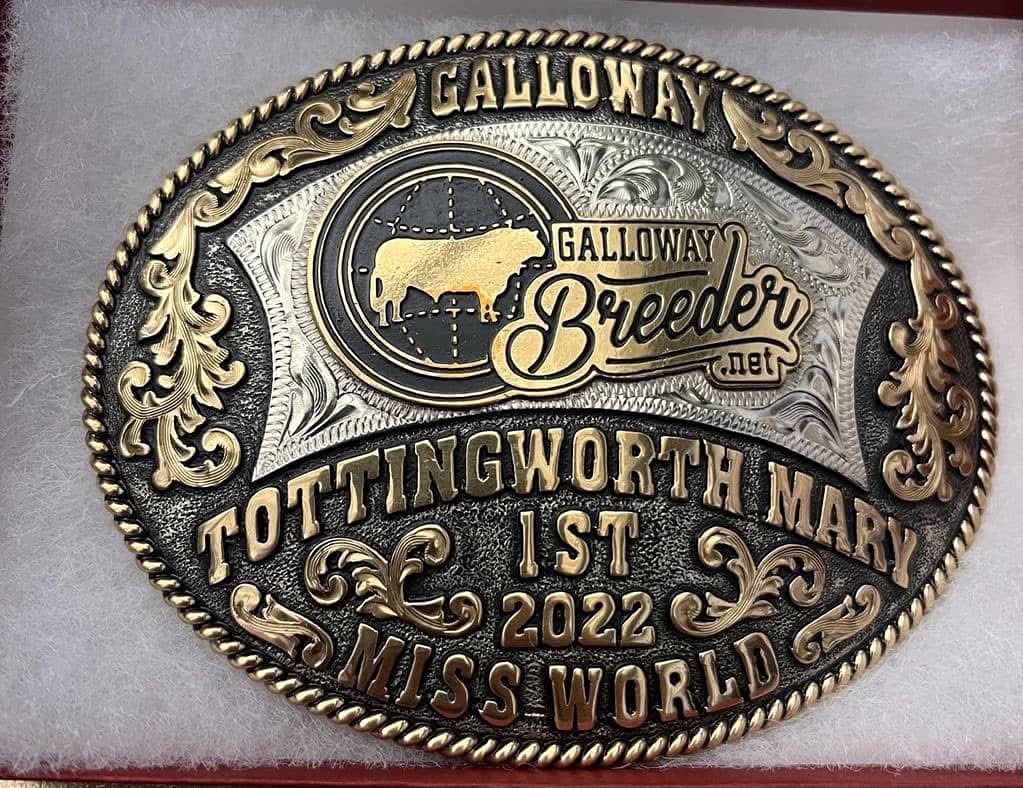 GALLOWAY
GALLOWAY
Breeder
.net
TOTTINGWORTH MARY
1ST
2022
MISS WORLD